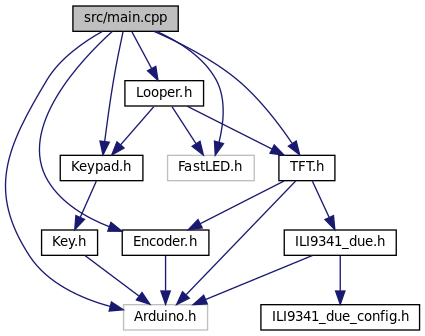 src/main.cpp
Looper.h
Keypad.h
FastLED.h
TFT.h
Key.h
Encoder.h
ILI9341_due.h
Arduino.h
ILI9341_due_config.h